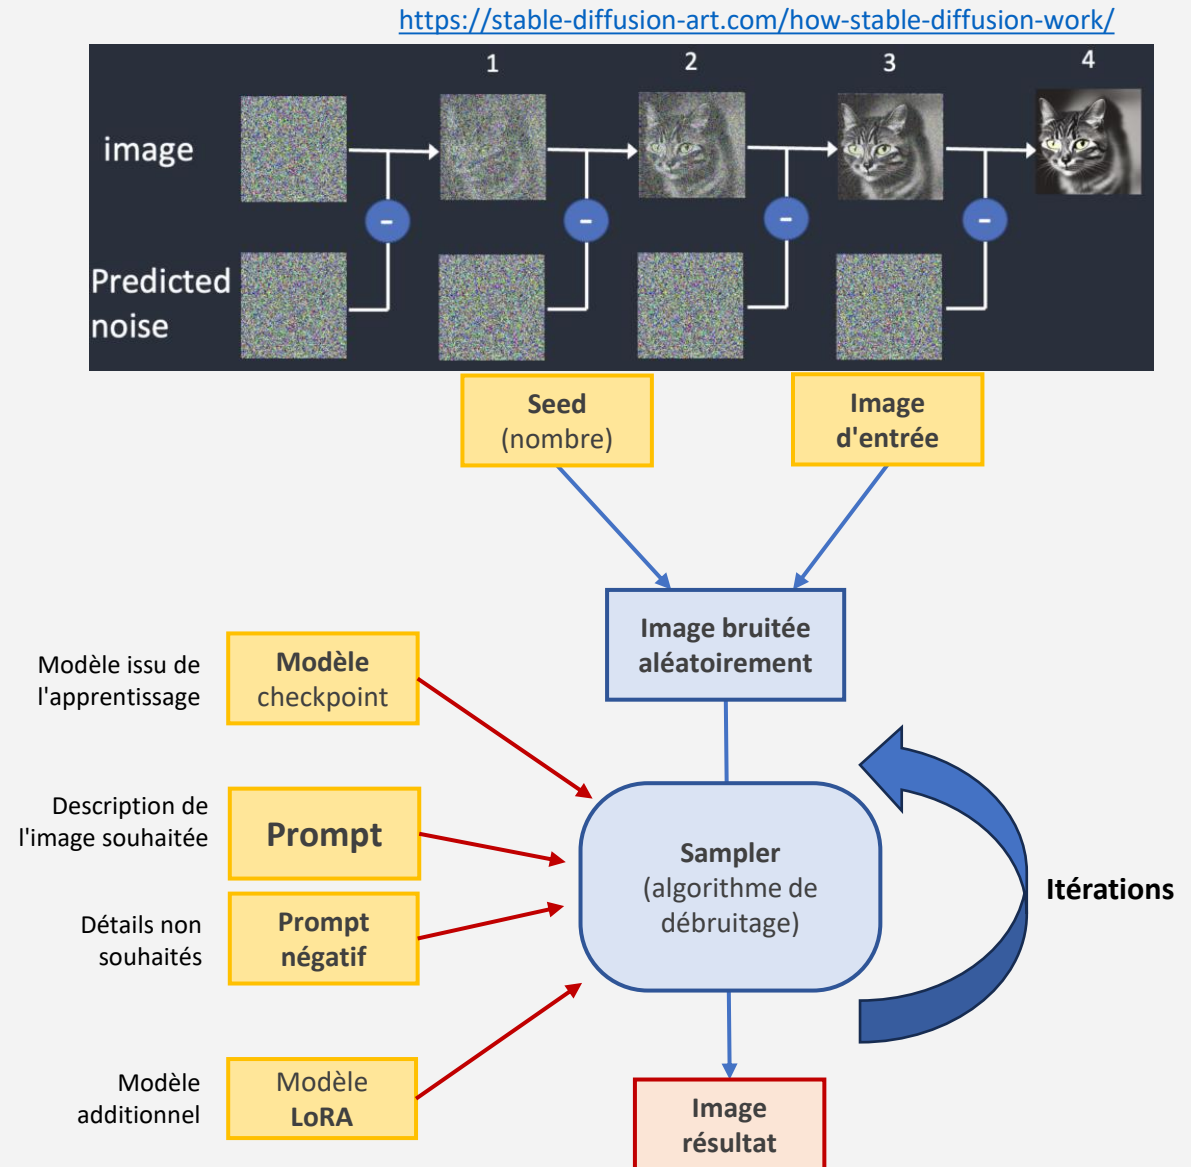 https://stable-diffusion-art.com/how-stable-diffusion-work/
1
2
3
4
image
-
-
-
-
Predicted
noise
Seed
(nombre)
Image
d'entrée
Image bruitée
aléatoirement
Modèle issu de
l'apprentissage
Modèle
checkpoint
Description de
l'image souhaitée
Prompt
Sampler
(algorithme de
débruitage)
Itérations
Détails non
souhaités
Prompt
négatif
Modèle
additionnel
Modèle
LoRA
Image
résultat